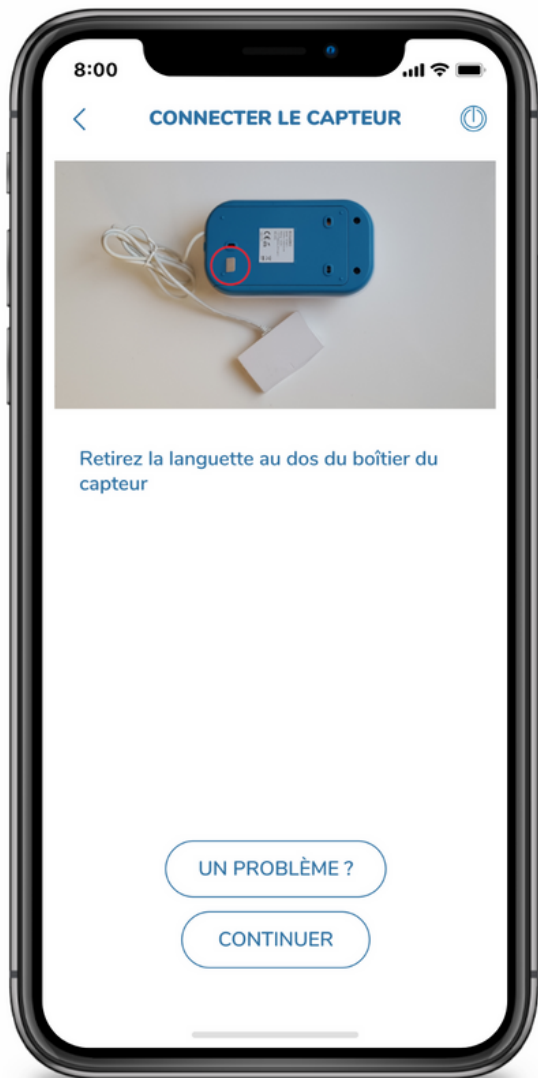 8:00
CONNECTER LE CAPTEUR
Retirez la languette au dos du boîtier du
capteur
UN PROBLÈME ?
CONTINUER